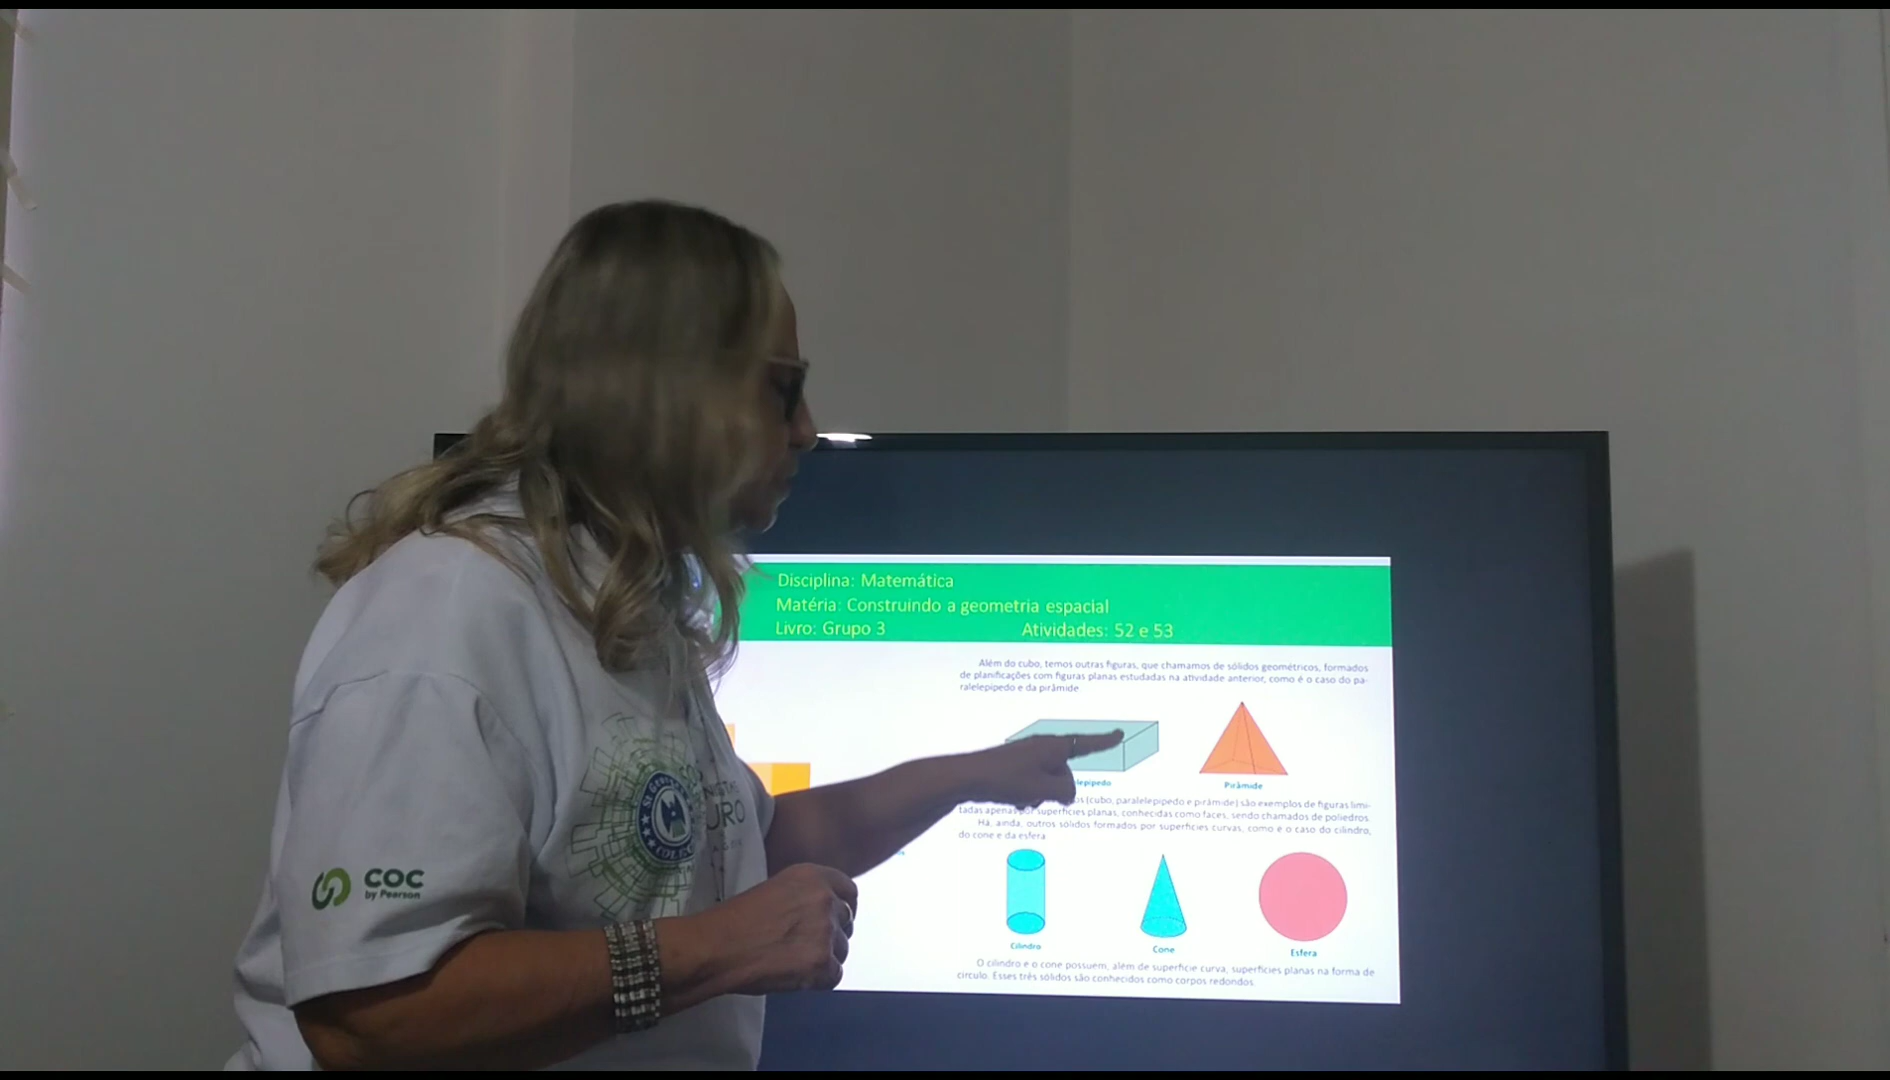 Disciplina: Matemática
Matéria: Construindo a geometria espacial
Livro: Grupo 3 Atividades: 52 e 53
Além do cubo, temos outras figuras, que chamamos de sólidos geométricos, formados
de planificações com figuras planas estudadas na atividade anterior, como é o caso do pa-
ralelepípedo e da pirâmide.
lepípedo
Pirâmide
(cubo, paralelepípedo e pirâmide) são exemplos de figuras limi-
tadas apenas por superfícies planas, conhecidas como faces, sendo chamados de poliedros.
Há, ainda, outros sólidos formados por superfícies curvas, como é o caso do cilindro,
do cone e da esfera.
Cilindro
Cone
Esfera
O cilindro e o cone possuem, além de superfície curva, superfícies planas na forma de
círculo. Esses três sólidos são conhecidos como corpos redondos.
COC
by Pearson